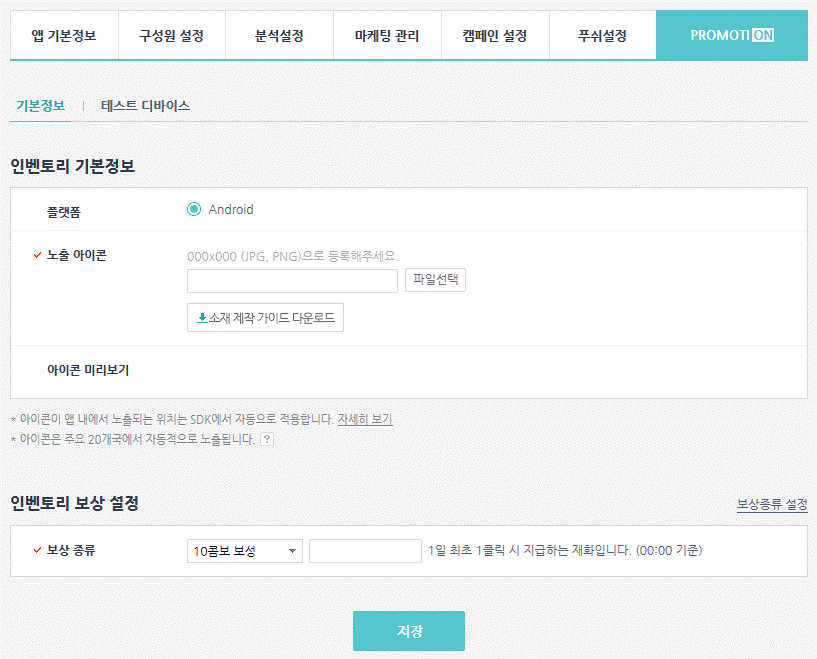 앱 기본정보 구성원 설정 분석설정 마케팅 관리 캠페인 설정 푸쉬설정 PROMOTION
기본정보 | 테스트 디바이스
인벤토리 기본정보
플랫폼 Android
노출 아이콘 000x000 (JPG, PNG)으로 등록해주세요.
파일선택
소재 제작 가이드 다운로드
아이콘 미리보기
* 아이콘이 앱 내에서 노출되는 위치는 SDK에서 자동으로 적용합니다. 자세히 보기
* 아이콘은 주요 20개국에서 자동적으로 노출됩니다. ?
인벤토리 보상 설정 보상종류 설정
보상 종류 10콤보 보성 1일 최초 1클릭 시 지급하는 재화입니다. (00:00 기준)
저장